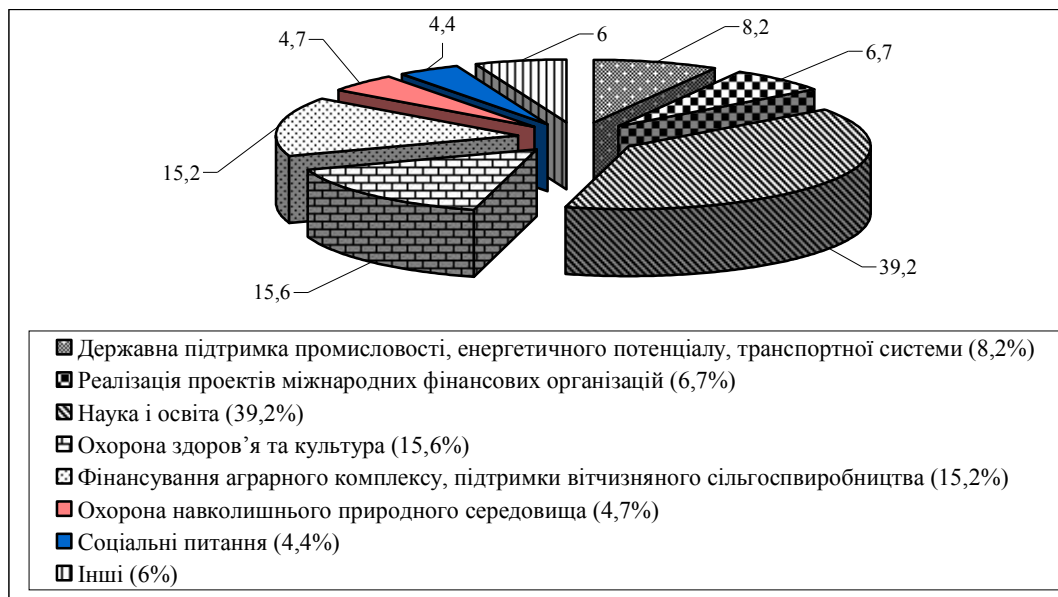 4,7
4,4
6
8,2
6,7
15,2
15,6
39,2
Державна підтримка промисловості, енергетичного потенціалу, транспортної системи (8,2%)
Реалізація проектів міжнародних фінансових організацій (6,7%)
Наука і освіта (39,2%)
Охорона здоров’я та культура (15,6%)
Фінансування аграрного комплексу, підтримки вітчизняного сільгоспвиробництва (15,2%)
Охорона навколишнього природного середовища (4,7%)
Соціальні питання (4,4%)
Інші (6%)